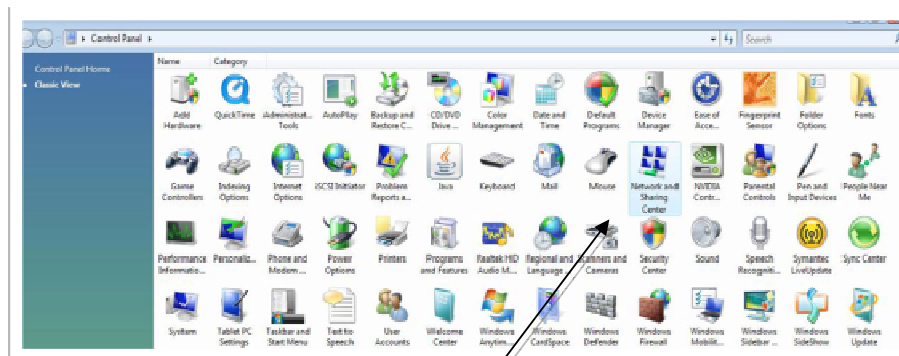 Control Panel
Search
Control Panel Home
Classic View
Name Category
Add Hardware
QuickTime
Administrat... Tools
AutoPlay
Backup and Restore C...
CD/DVD Drive ...
Color Management
Date and Time
Default Programs
Device Manager
Ease of Acce...
Fingerprint Sensor
Folder Options
Fonts
Game Controllers
Indexing Options
Internet Options
iSCSI Initiator
Problem Reports a...
Java
Keyboard
Mail
Mouse
Network and Sharing Center
NVIDIA Contr...
Parental Controls
Pen and Input Devices
People Near Me
Performance Informatio...
Personaliz...
Phone and Modem ...
Power Options
Printers
Programs and Features
Realtek HD Audio M...
Regional and Language ...
Scanners and Cameras
Security Center
Sound
Speech Recogniti...
Symantec LiveUpdate
Sync Center
System
Tablet PC Settings
Taskbar and Start Menu
Text to Speech
User Accounts
Welcome Center
Windows Anytim...
Windows CardSpace
Windows Defender
Windows Firewall
Windows Mobilit...
Windows Sidebar ...
Windows SideShow
Windows Update